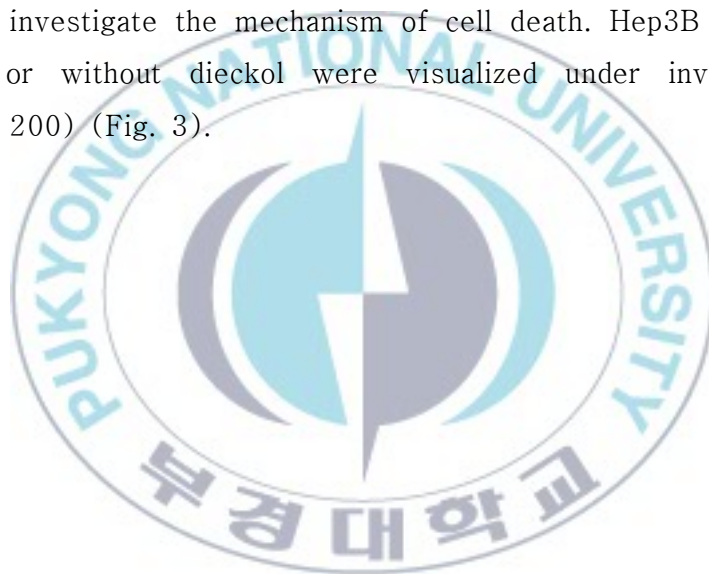 investigate the mechanism of cell death. Hep3B
or without dieckol were visualized under inv
200) (Fig. 3).
PUKYONG NATIONAL UNIVERSITY
부경대학교